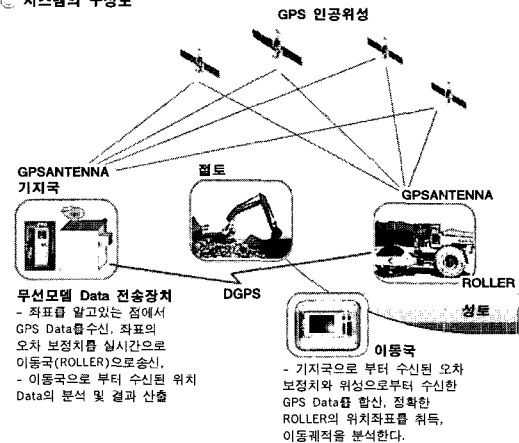 시스템의 구성도
GPS 인공위성
GPSANTENNA
기지국
절토
GPSANTENNA
ROLLER
무선모뎀 Data 전송장치
- 좌표를 알고있는 점에서
GPS Data를수신, 좌표의
오차 보정치를 실시간으로
이동국(ROLLER)으로송신,
- 이동국으로 부터 수신된 위치
Data의 분석 및 결과 산출
DGPS
성토
이동국
- 기지국으로 부터 수신된 오차
보정치와 위성으로부터 수신한
GPS Data를 합산, 정확한
ROLLER의 위치좌표를 취득,
이동궤적을 분석한다.